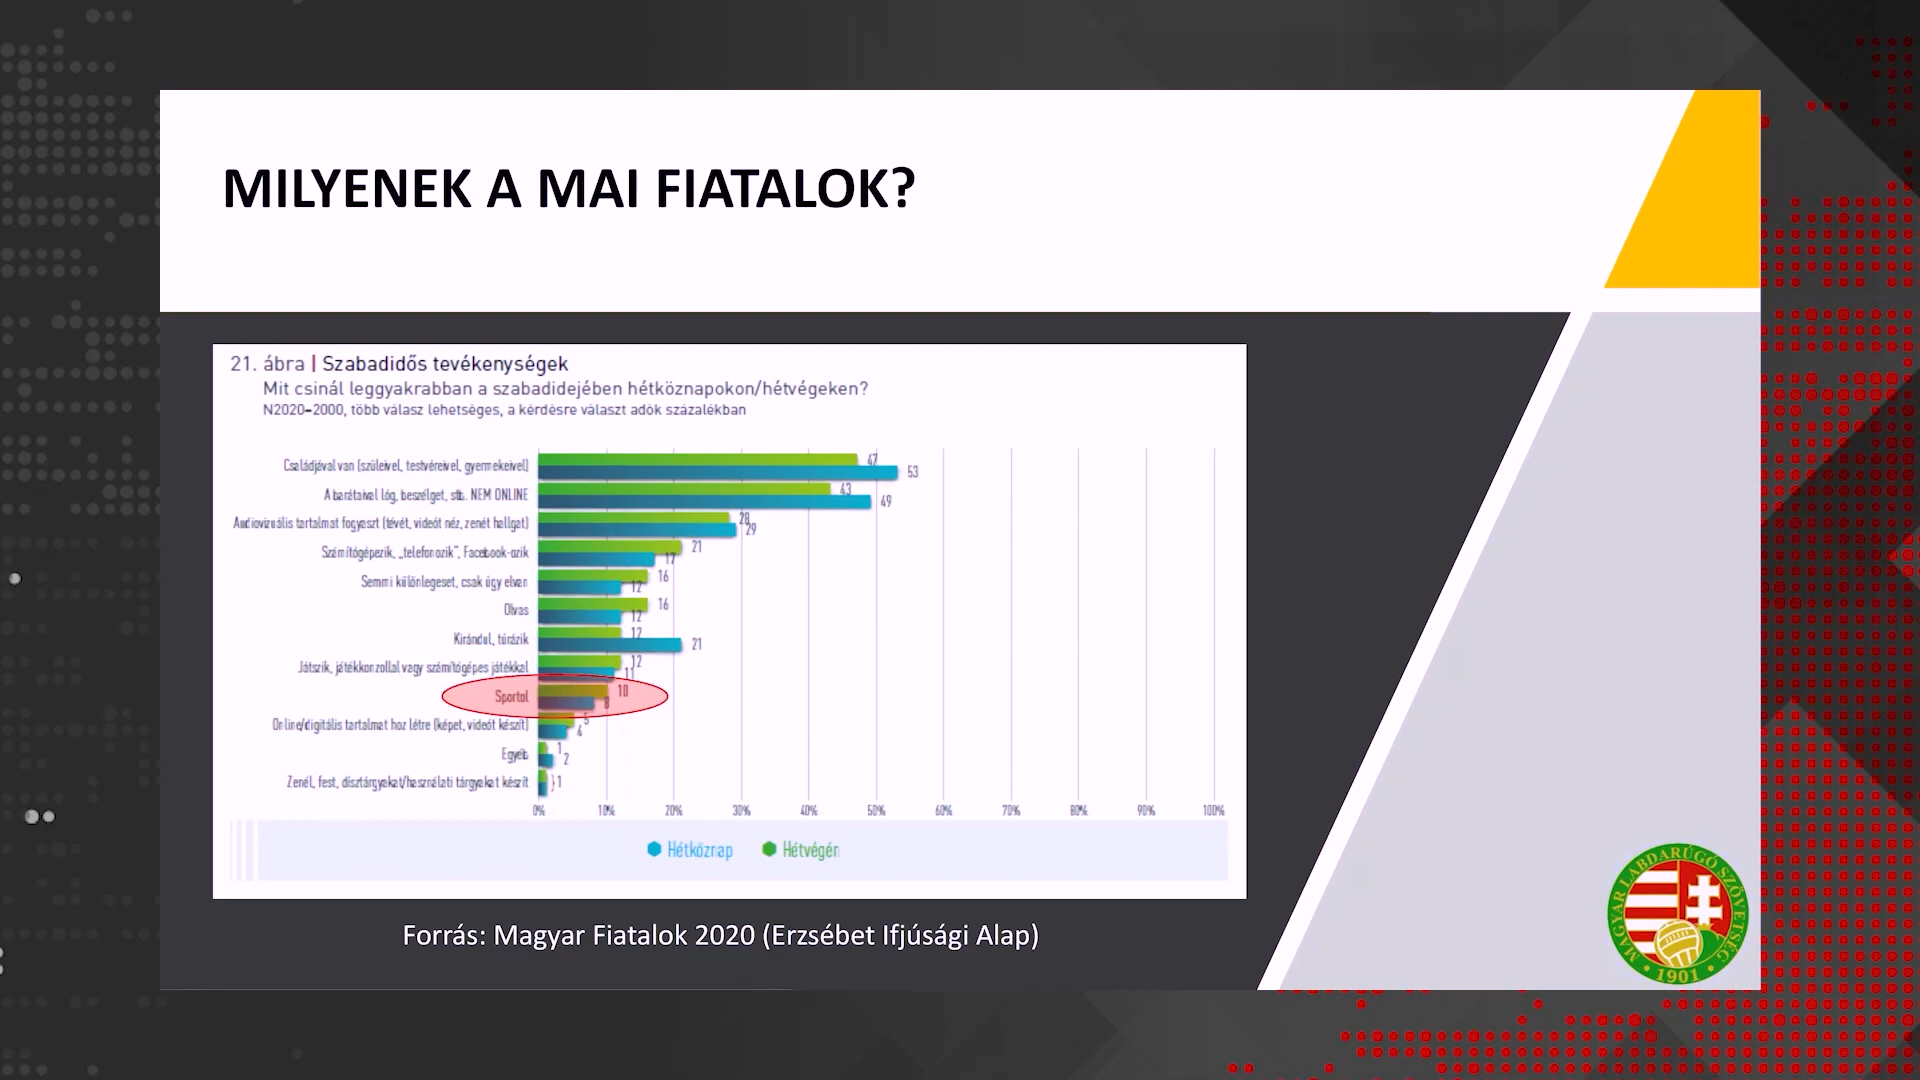 MILYENEK A MAI FIATALOK?
21. ábra | Szabadidős tevékenységek
Mit csinál leggyakrabban a szabadidejében hétköznapokon/hétvégeken?
N2020–2000, több válasz lehetséges, a kérdésre választ adók százalékban
Családjával van (szüleivel, testvéreivel, gyermekeivel)
47
53
A barátaival lóg, beszélget, stb. NEM ONLINE
43
49
Audiovizuális tartalmat fogyaszt (tévét, videót néz, zenét hallgat)
28
29
Számítógépezik, „telefonozik”, Facebook-ozik
21
17
Semmi különlegeset, csak úgy elvan
16
12
Olvas
16
12
Kirándul, túrázik
12
21
Játszik, játékkonzollal vagy számítógépes játékkal
12
11
Sportol
10
8
Online/digitális tartalmat hoz létre (képet, videót készít)
5
4
Egyéb
1
2
Zenél, fest, dísztárgyakat/használati tárgyakat készít
}1
0% 10% 20% 30% 40% 50% 60% 70% 80% 90% 100%
Hétköznap Hétvégén
Forrás: Magyar Fiatalok 2020 (Erzsébet Ifjúsági Alap)
MAGYAR LABDARÚGÓ SZÖVETSÉG
• 1901 •